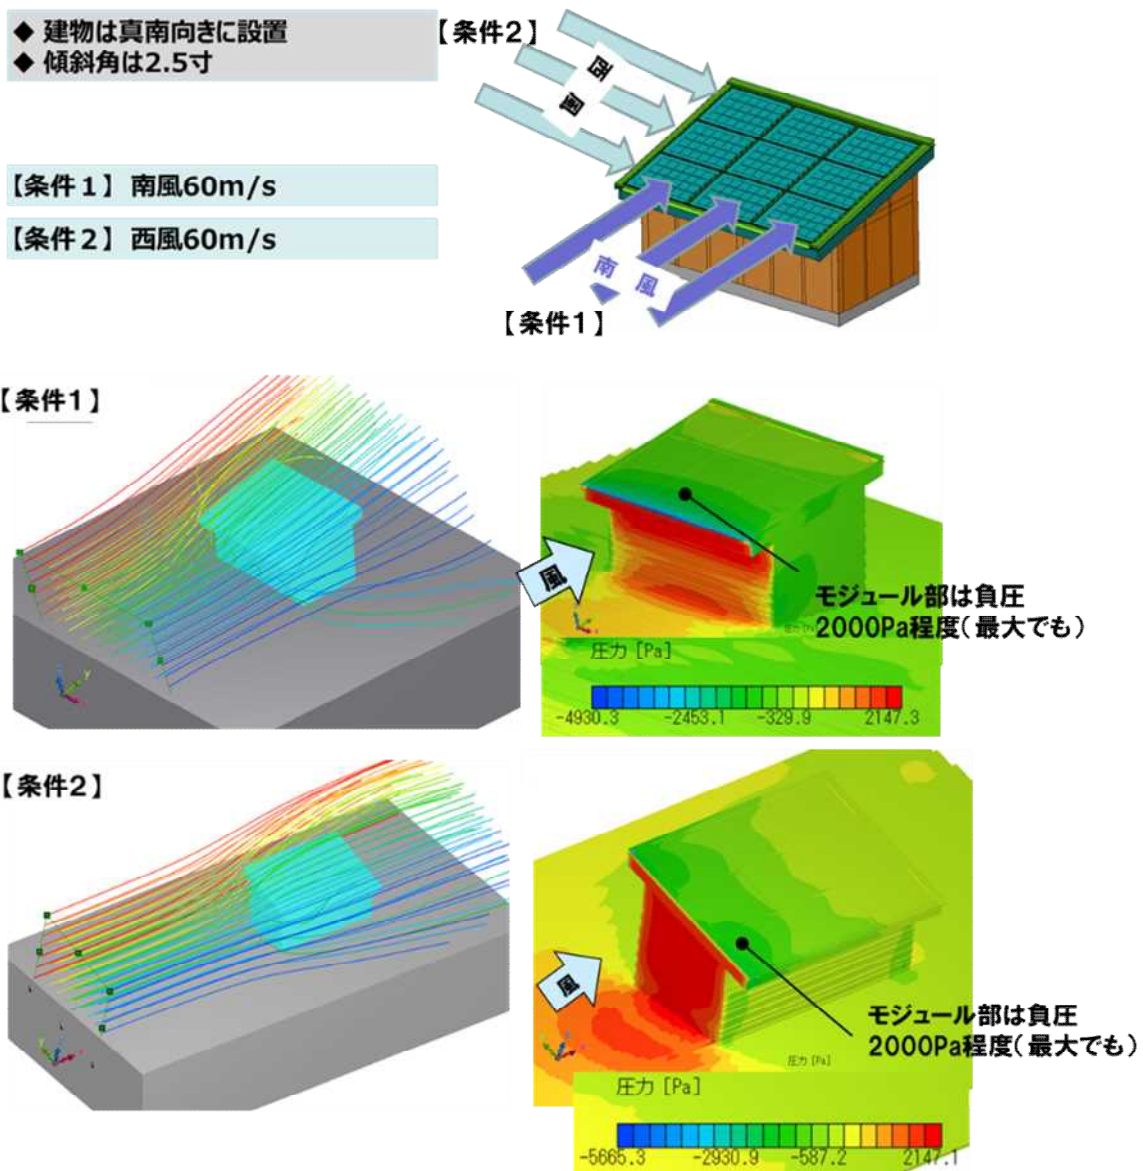 ◆ 建物は真南向きに設置
◆ 傾斜角は2.5寸
【条件2】
西風
【条件1】 南風60m/s
【条件2】 西風60m/s
南風
【条件1】
【条件1】
風
モジュール部は負圧
2000Pa程度(最大でも)
圧力 [Pa]
-4930.3 -2453.1 -329.9 2147.3
【条件2】
風
モジュール部は負圧
2000Pa程度(最大でも)
圧力 [Pa]
圧力 [Pa]
-5665.3 -2930.9 -587.2 2147.1